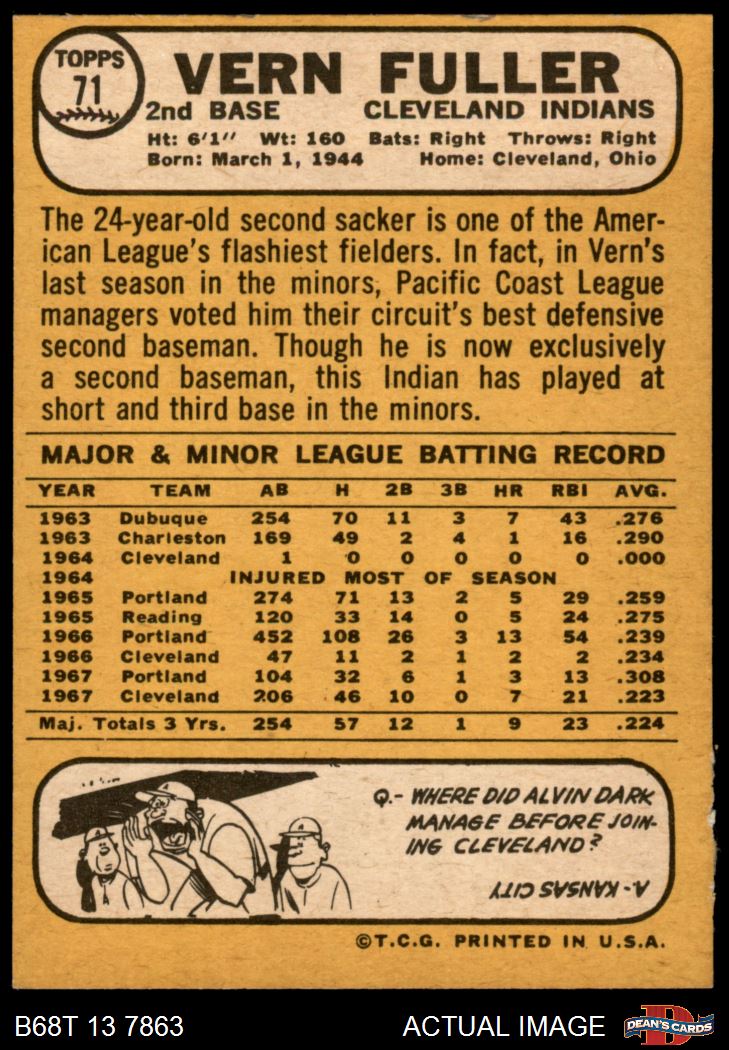 TOPPS
71
VERN FULLER
2nd BASE CLEVELAND INDIANS
Ht: 6'1" Wt: 160 Bats: Right Throws: Right
Born: March 1, 1944 Home: Cleveland, Ohio
The 24-year-old second sacker is one of the Amer-
ican League's flashiest fielders. In fact, in Vern's
last season in the minors, Pacific Coast League
managers voted him their circuit's best defensive
second baseman. Though he is now exclusively
a second baseman, this Indian has played at
short and third base in the minors.
MAJOR & MINOR LEAGUE BATTING RECORD
YEAR TEAM AB H 2B 3B HR RBI AVG.
1963 Dubuque 254 70 11 3 7 43 .276
1963 Charleston 169 49 2 4 1 16 .290
1964 Cleveland 1 0 0 0 0 0 .000
1964 INJURED MOST OF SEASON
1965 Portland 274 71 13 2 5 29 .259
1965 Reading 120 33 14 0 5 24 .275
1966 Portland 452 108 26 3 13 54 .239
1966 Cleveland 47 11 2 1 2 2 .234
1967 Portland 104 32 6 1 3 13 .308
1967 Cleveland 206 46 10 0 7 21 .223
Maj. Totals 3 Yrs. 254 57 12 1 9 23 .224
Q.- WHERE DID ALVIN DARK
MANAGE BEFORE JOIN-
ING CLEVELAND?
A- KANSAS CITY
©T.C.G. PRINTED IN U.S.A.
B68T 13 7863 ACTUAL IMAGE DEAN'S CARDS